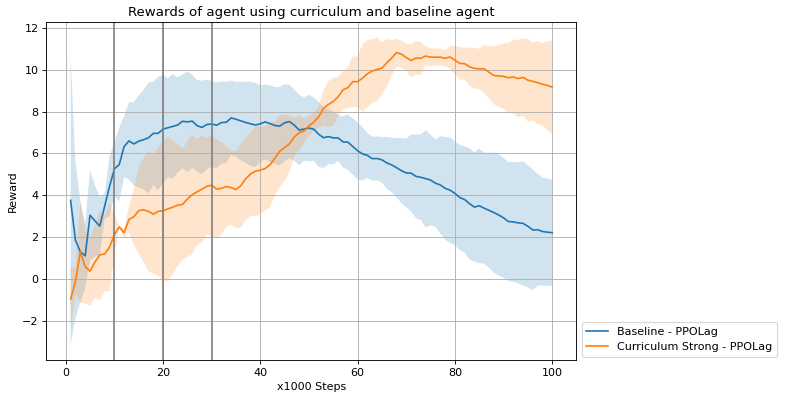 Rewards of agent using curriculum and baseline agent
12
10
8
6
4
2
0
−2
Reward
0 20 40 60 80 100
x1000 Steps
Baseline - PPOLag
Curriculum Strong - PPOLag